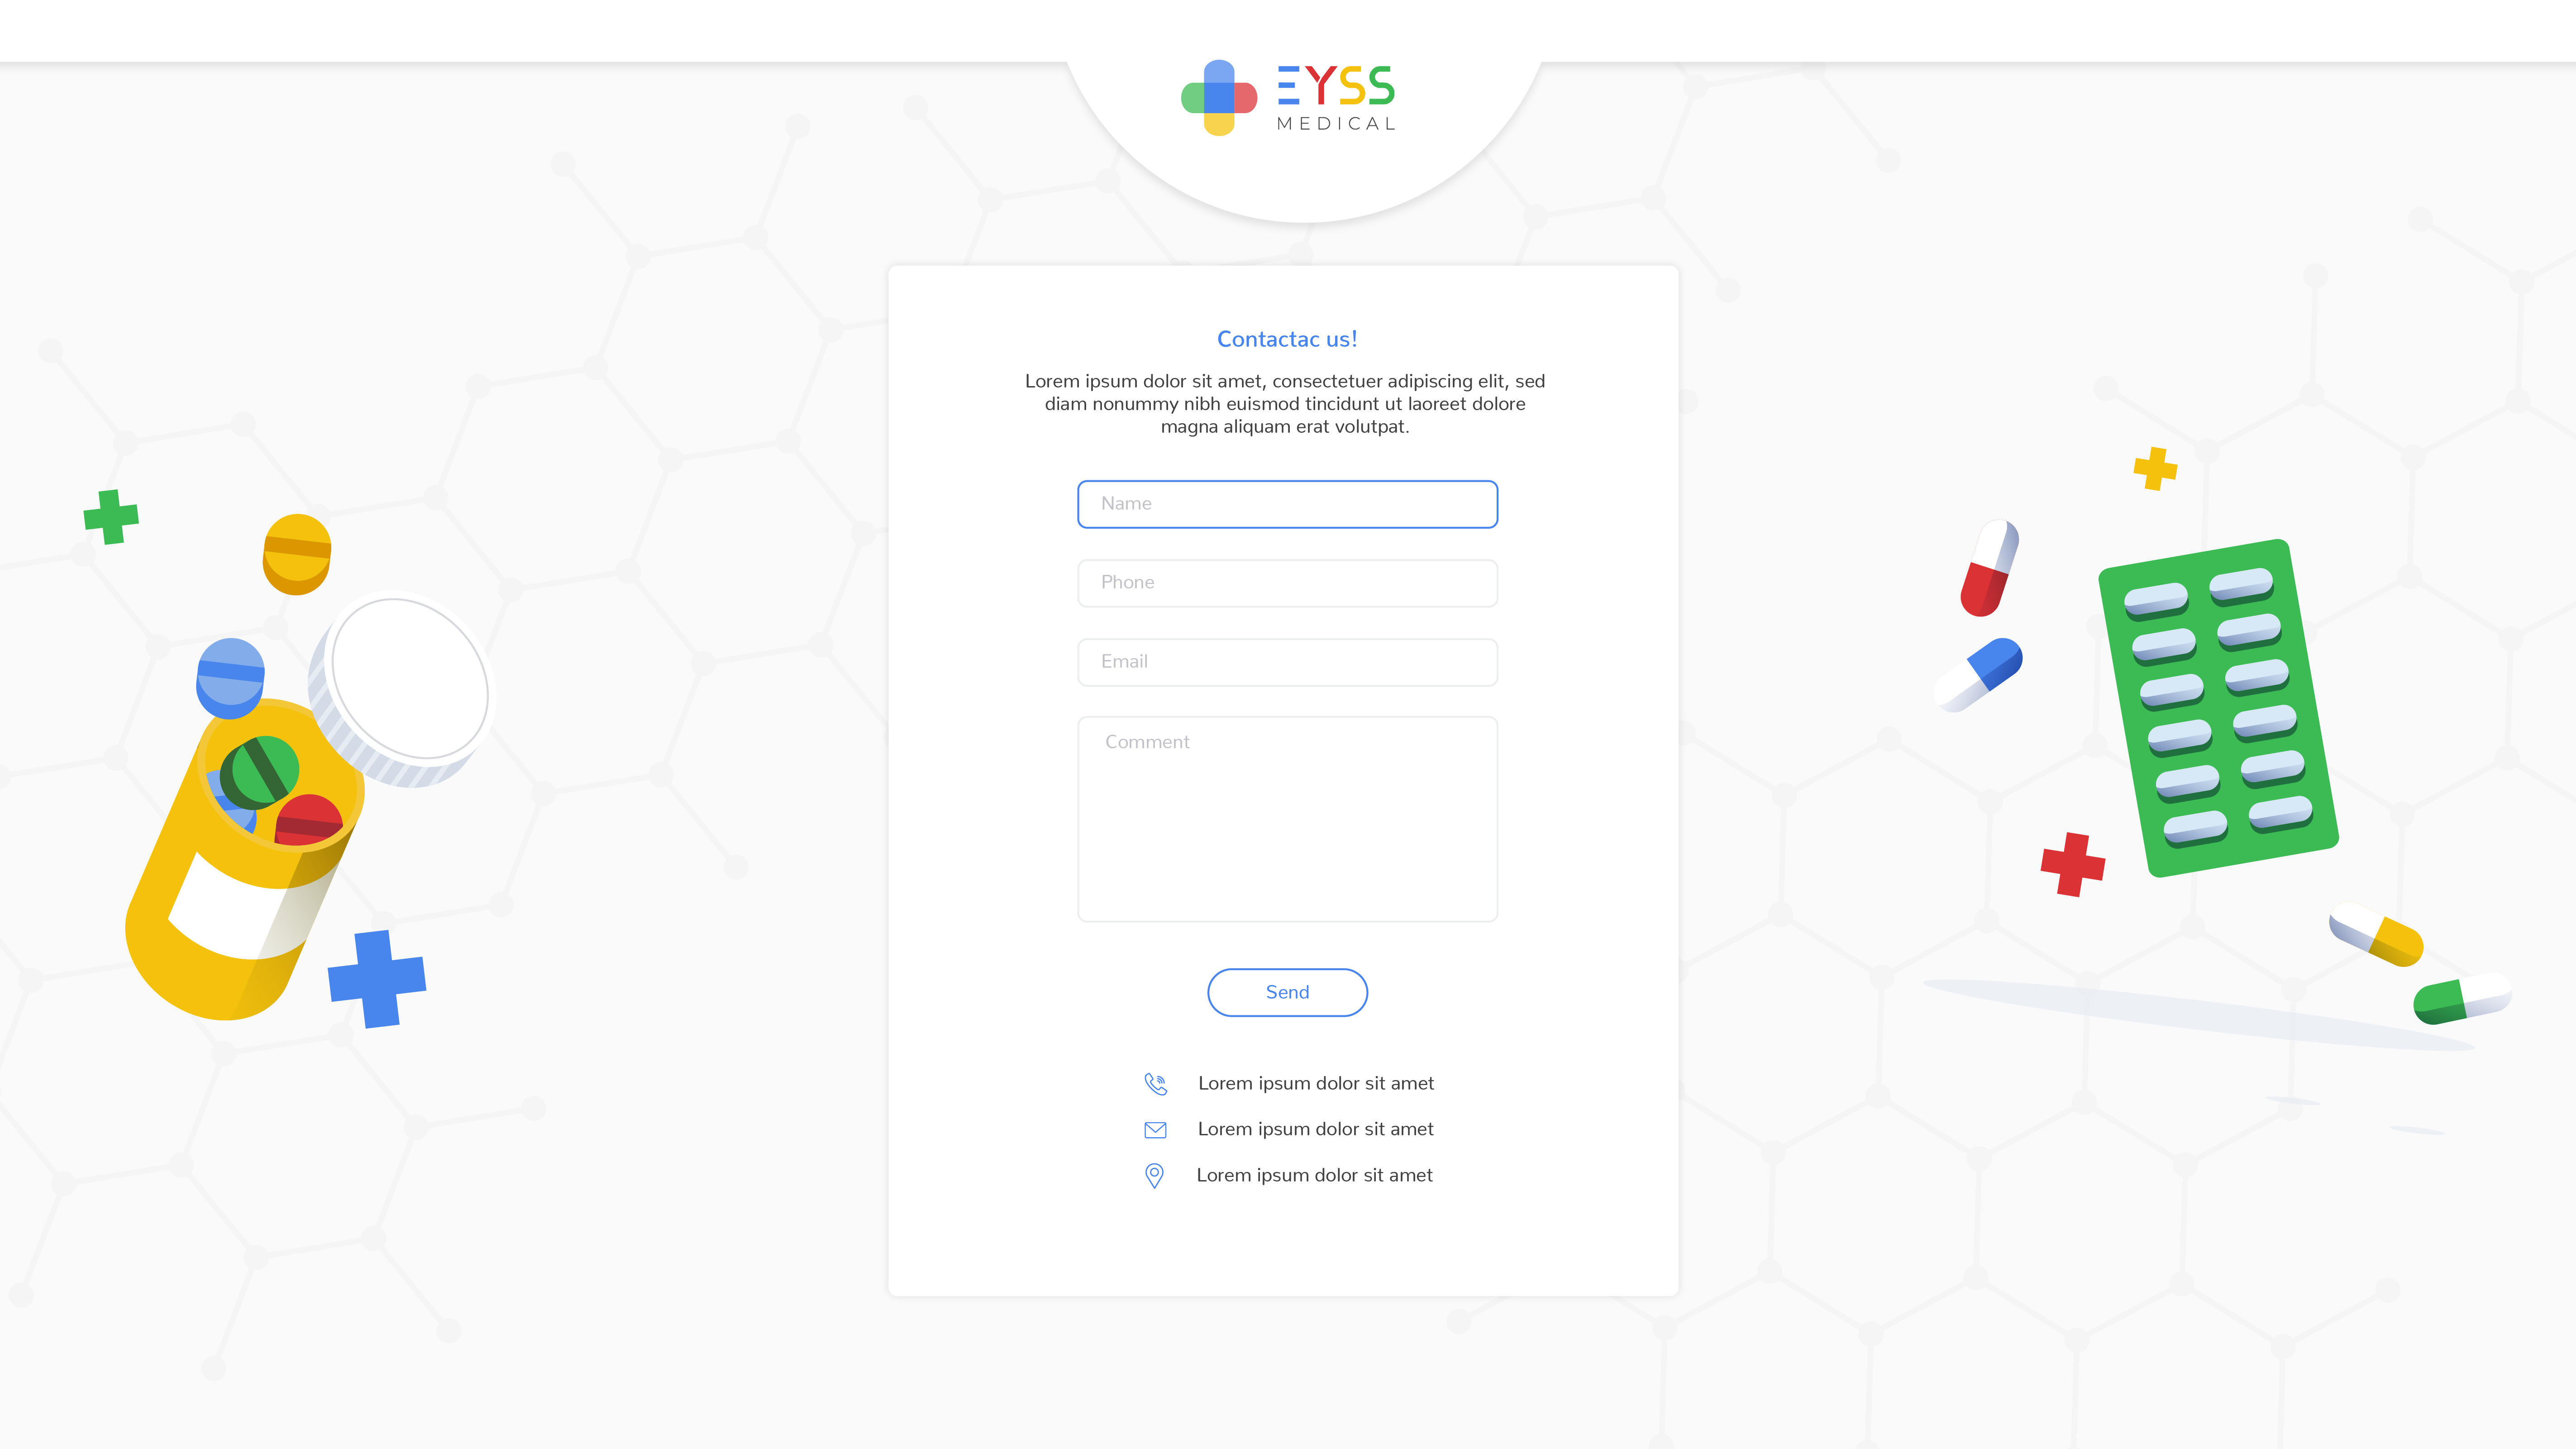 EYSS
MEDICAL
Contactac us!
Lorem ipsum dolor sit amet, consectetuer adipiscing elit, sed
diam nonummy nibh euismod tincidunt ut laoreet dolore
magna aliquam erat volutpat.
Name
Phone
Email
Comment
Send
Lorem ipsum dolor sit amet
Lorem ipsum dolor sit amet
Lorem ipsum dolor sit amet